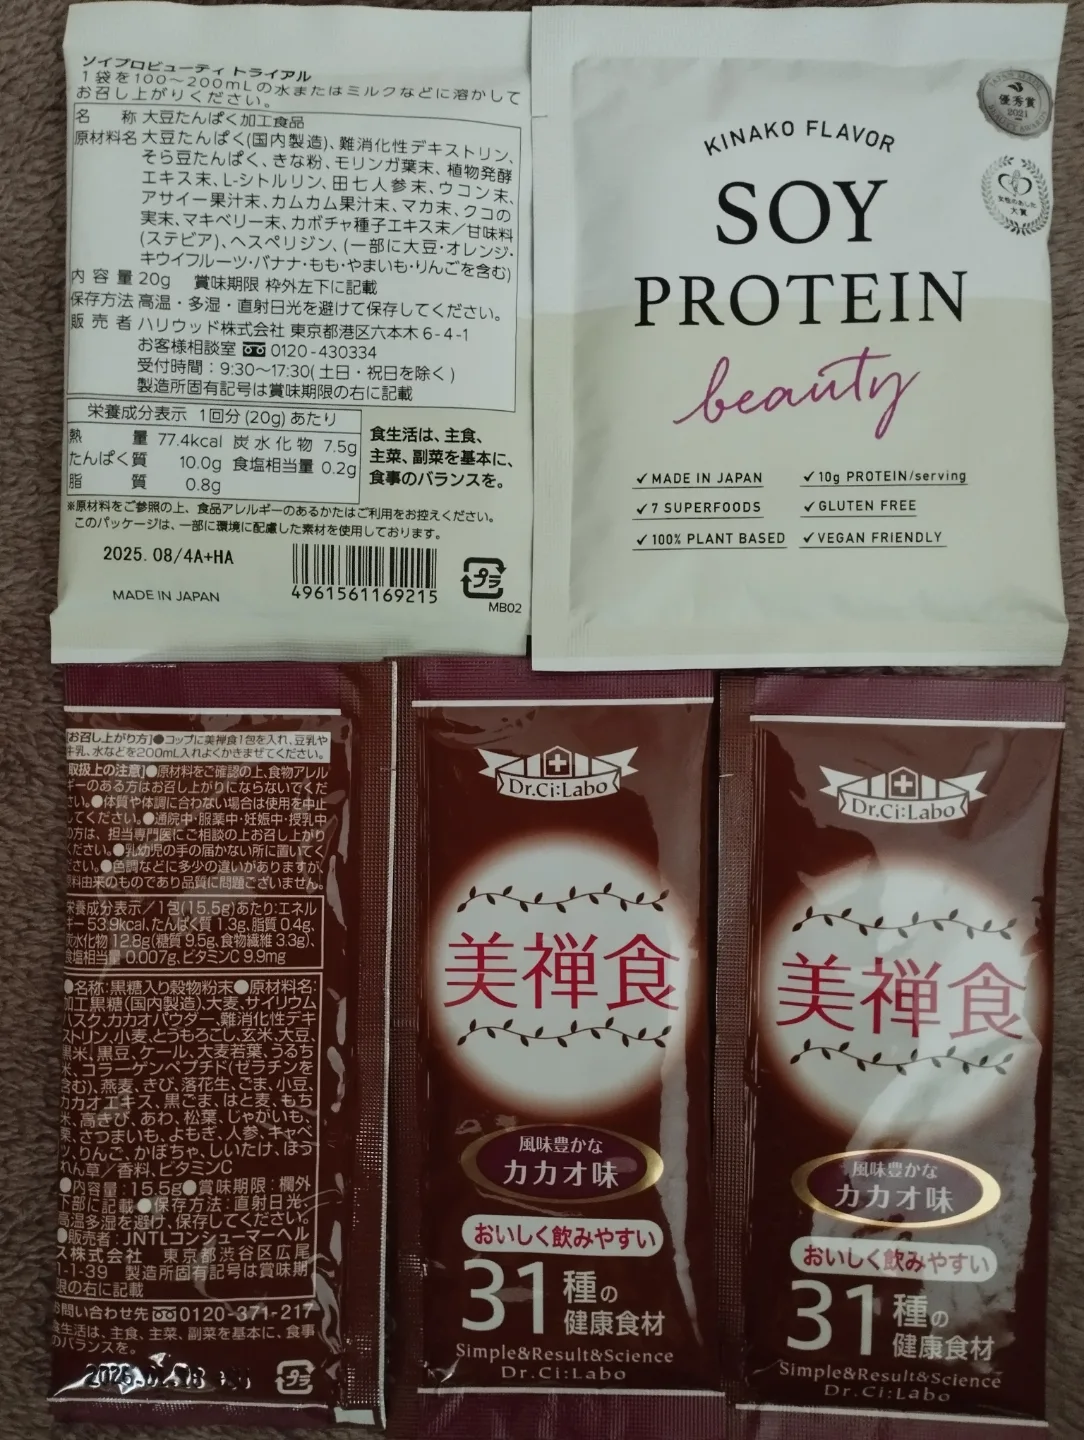 ソイプロビューティ トライアル
1袋を100～200mLの水またはミルクなどに溶かして
お召し上がりください。
名 称 大豆たんぱく加工食品
原材料名 大豆たんぱく(国内製造)、難消化性デキストリン、
そら豆たんぱく、きな粉、モリンガ葉末、植物発酵
エキス末、L-シトルリン、田七人参末、ウコン末、
アサイー果汁末、カムカム果汁末、マカ末、クコの
実末、マキベリー末、カボチャ種子エキス末／甘味料
(ステビア)、ヘスペリジン、(一部に大豆・オレンジ・
キウイフルーツ・バナナ・もも・やまいも・りんごを含む)
内容量 20g 賞味期限 枠外左下に記載
保存方法 高温・多湿・直射日光を避けて保存してください。
販売者 ハリウッド株式会社 東京都港区六本木6-4-1
お客様相談室 0120-430334
受付時間：9:30～17:30(土日・祝日を除く)
製造所固有記号は賞味期限の右に記載
栄養成分表示 1回分(20g)あたり
熱量 77.4kcal 炭水化物 7.5g
たんぱく質 10.0g 食塩相当量 0.2g
脂質 0.8g
食生活は、主食、
主菜、副菜を基本に、
食事のバランスを。
※原材料をご参照の上、食品アレルギーのあるかたはご利用をお控えください。
このパッケージは、一部に環境に配慮した素材を使用しております。
2025.08/4A+HA
MADE IN JAPAN
4961561169215
プラ
MB02
優秀賞
2021
大賞
KINAKO FLAVOR
SOY
PROTEIN
beauty
✓MADE IN JAPAN ✓10g PROTEIN/serving
✓7 SUPERFOODS ✓GLUTEN FREE
✓100% PLANT BASED ✓VEGAN FRIENDLY
[お召し上がり方]●コップに美禅食1包を入れ、豆乳や
牛乳、水などを200mL入れよくかきまぜてください。
[取扱上の注意]●原材料をご確認の上、食物アレル
ギーのある方はお召し上がりにならないでくだ
さい。●体質や体調に合わない場合は使用を中止
してください。●通院中・服薬中・妊娠中・授乳中
の方は、担当専門医にご相談の上お召し上がり
ください。●乳幼児の手の届かない所に置いてく
ださい。●色調などに多少の違いがありますが、
原料由来のものであり品質に問題ございません。
栄養成分表示／1包(15.5g)あたり:エネル
ギー 53.9kcal、たんぱく質 1.3g、脂質 0.4g、
炭水化物 12.8g(糖質 9.5g、食物繊維 3.3g)、
食塩相当量 0.007g、ビタミンC 9.9mg
●名称:黒糖入り穀物粉末●原材料名:
加工黒糖(国内製造)、大麦、サイリウム
ハスク、カカオパウダー、難消化性デキ
ストリン、小麦、とうもろこし、玄米、大豆、
黒米、黒豆、ケール、大麦若葉、うるち
米、コラーゲンペプチド(ゼラチンを
含む)、燕麦、きび、落花生、ごま、小豆、
カカオエキス、黒ごま、はと麦、もち
米、高きび、あわ、松葉、じゃがいも、
栗、さつまいも、よもぎ、人参、キャベ
ツ、りんご、かぼちゃ、しいたけ、ほう
れん草／香料、ビタミンC
●内容量:15.5g●賞味期限:欄外
下部に記載●保存方法:直射日光、
高温多湿を避け、保存してください。
●販売者:JNTLコンシューマーヘル
ス株式会社 東京都渋谷区広尾
1-1-39 製造所固有記号は賞味期
限の右に記載
お問い合わせ先 0120-371-217
食生活は、主食、主菜、副菜を基本に、食事
のバランスを。
プラ
Dr.Ci:Labo
美禅食
風味豊かな
カカオ味
おいしく飲みやすい
31種の
健康食材
Simple&Result&Science
Dr.Ci:Labo
Dr.Ci:Labo
美禅食
風味豊かな
カカオ味
おいしく飲みやすい
31種の
健康食材
Simple&Result&Science
Dr.Ci:Labo